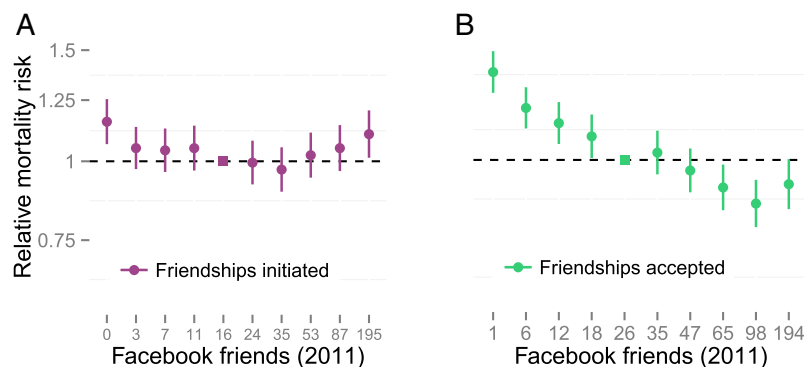 A
B
Relative mortality risk
1.5
1.25
1
0.75
Friendships initiated
Friendships accepted
0 3 7 11 16 24 35 53 87 195
1 6 12 18 26 35 47 65 98 194
Facebook friends (2011)
Facebook friends (2011)